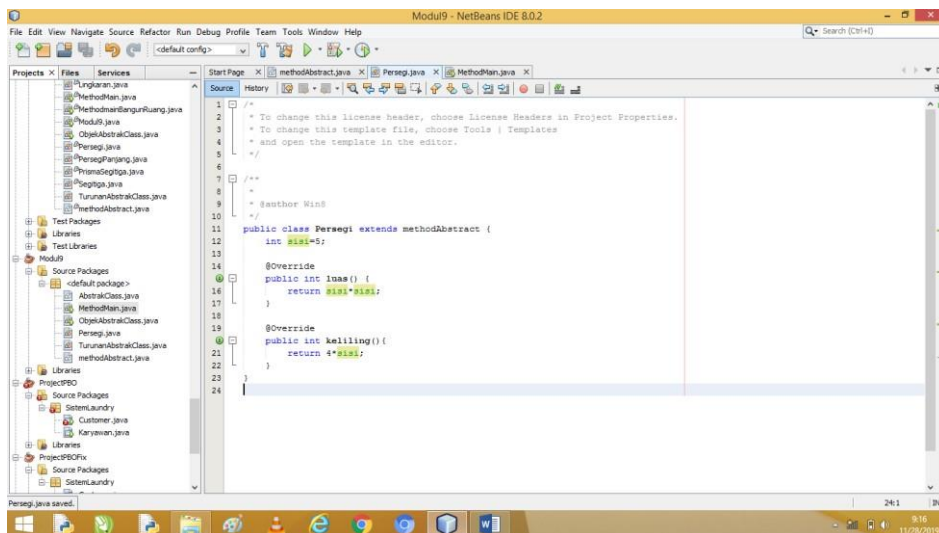 Modul9 - NetBeans IDE 8.0.2
File Edit View Navigate Source Refactor Run Debug Profile Team Tools Window Help
Search (Ctrl+I)
<default config>
Projects Files Services
Start Page methodAbstract.java Persegi.java MethodMain.java
Source History
Lingkaran.java
MethodMain.java
MethodmainBangunRuang.java
Modul9.java
ObjekAbstrakClass.java
Persegi.java
PersegiPanjang.java
PrismaSegitiga.java
Segitiga.java
TurunanAbstrakClass.java
methodAbstract.java
Test Packages
Libraries
Test Libraries
Modul9
Source Packages
<default package>
AbstrakClass.java
MethodMain.java
ObjekAbstrakClass.java
Persegi.java
TurunanAbstrakClass.java
methodAbstract.java
Libraries
ProjectPBO
Source Packages
SistemLaundry
Customer.java
Karyawan.java
Libraries
ProjectPBOFix
Source Packages
SistemLaundry
1 /*
2 * To change this license header, choose License Headers in Project Properties.
3 * To change this template file, choose Tools | Templates
4 * and open the template in the editor.
5 */
6
7 /**
8 *
9 * @author Win8
10 */
11 public class Persegi extends methodAbstract {
12 int sisi=5;
13
14 @Override
public int luas() {
16 return sisi*sisi;
17 }
18
19 @Override
public int keliling(){
21 return 4*sisi;
22 }
23 }
24
Persegi.java saved.
24:1
9:16
11/28/2019